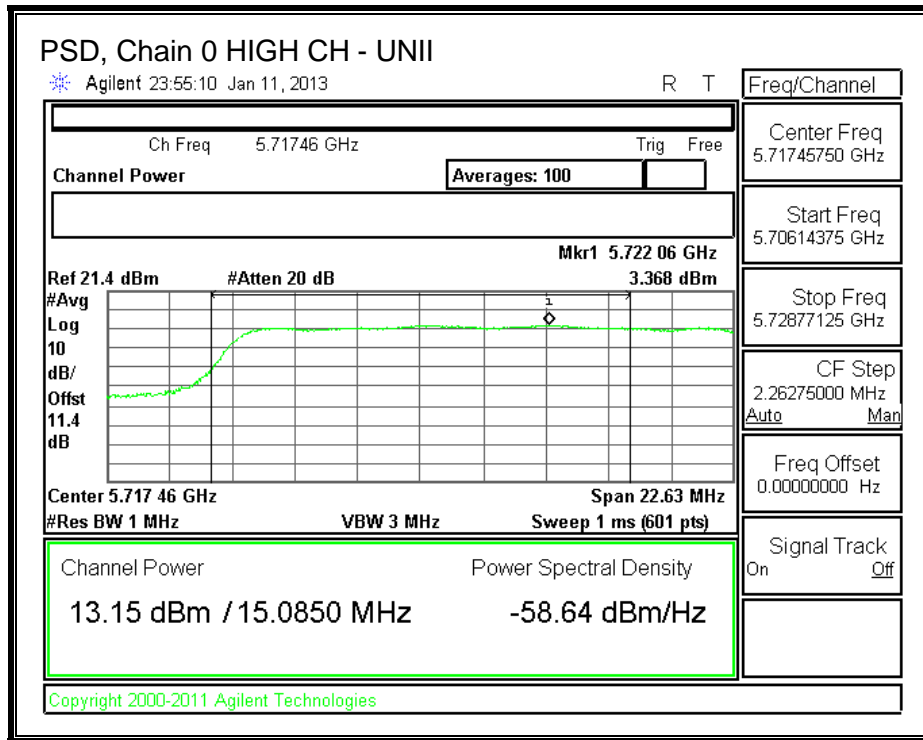 PSD, Chain 0 HIGH CH - UNII
Agilent 23:55:10 Jan 11, 2013 R T
Freq/Channel
Ch Freq 5.71746 GHz Trig Free
Channel Power Averages: 100
Mkr1 5.722 06 GHz
Ref 21.4 dBm #Atten 20 dB 3.368 dBm
#Avg
Log
10
dB/
Offst
11.4
dB
1
Center 5.717 46 GHz Span 22.63 MHz
#Res BW 1 MHz VBW 3 MHz Sweep 1 ms (601 pts)
Channel Power Power Spectral Density
13.15 dBm / 15.0850 MHz -58.64 dBm/Hz
Copyright 2000-2011 Agilent Technologies
Center Freq
5.71745750 GHz
Start Freq
5.70614375 GHz
Stop Freq
5.72877125 GHz
CF Step
2.26275000 MHz
Auto Man
Freq Offset
0.00000000 Hz
Signal Track
On Off